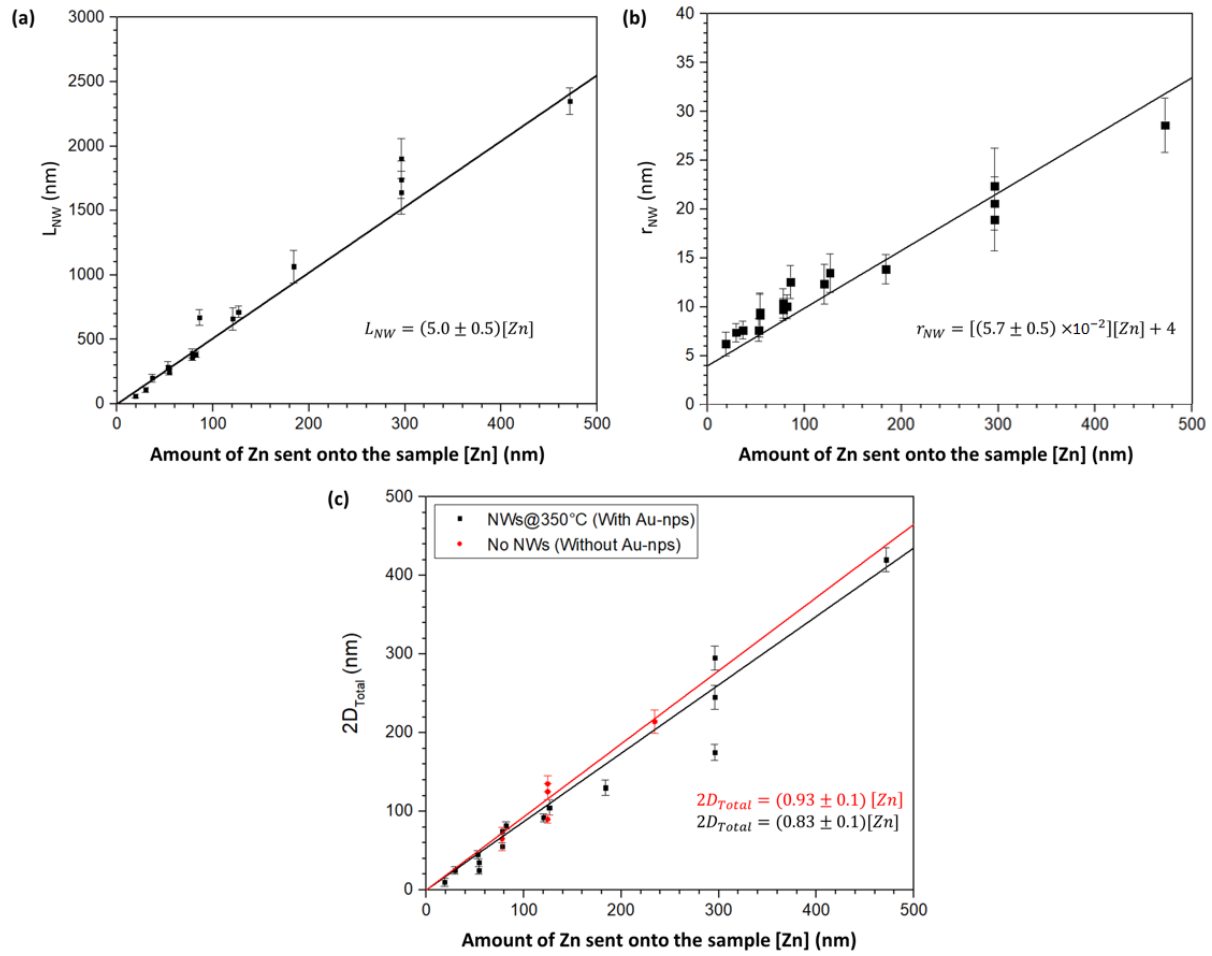 (a)
3000
2500
2000
1500
1000
500
0
L_NW (nm)
L_NW = (5.0 ± 0.5)[Zn]
0 100 200 300 400 500
Amount of Zn sent onto the sample [Zn] (nm)
(b)
40
35
30
25
20
15
10
5
0
r_NW (nm)
r_NW = [(5.7 ± 0.5) ×10⁻²][Zn] + 4
0 100 200 300 400 500
Amount of Zn sent onto the sample [Zn] (nm)
(c)
500
400
300
200
100
0
2D_Total (nm)
NWs@350°C (With Au-nps)
No NWs (Without Au-nps)
2D_Total = (0.93 ± 0.1) [Zn]
2D_Total = (0.83 ± 0.1)[Zn]
0 100 200 300 400 500
Amount of Zn sent onto the sample [Zn] (nm)